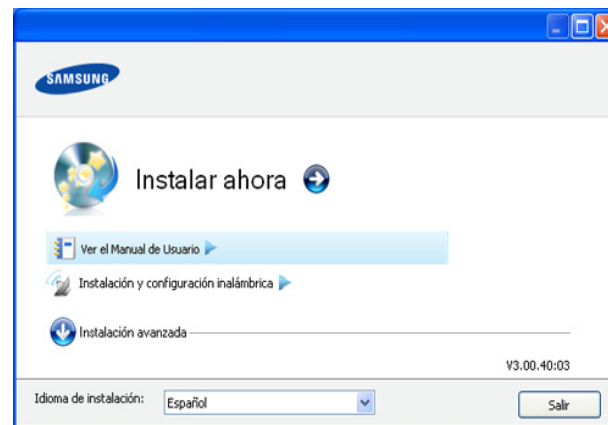 SAMSUNG
Instalar ahora
Ver el Manual de Usuario
Instalación y configuración inalámbrica
Instalación avanzada
V3.00.40:03
Idioma de instalación: Español Salir